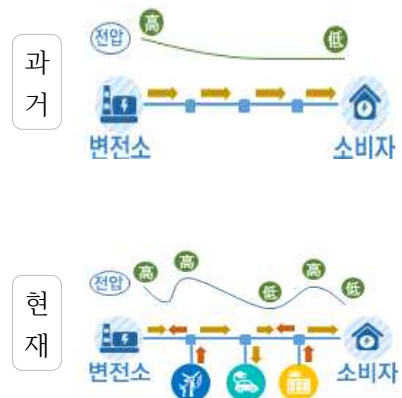 과
거
전압 高 低
변전소 소비자
현
재
전압 高 高 低 高 低
변전소 소비자